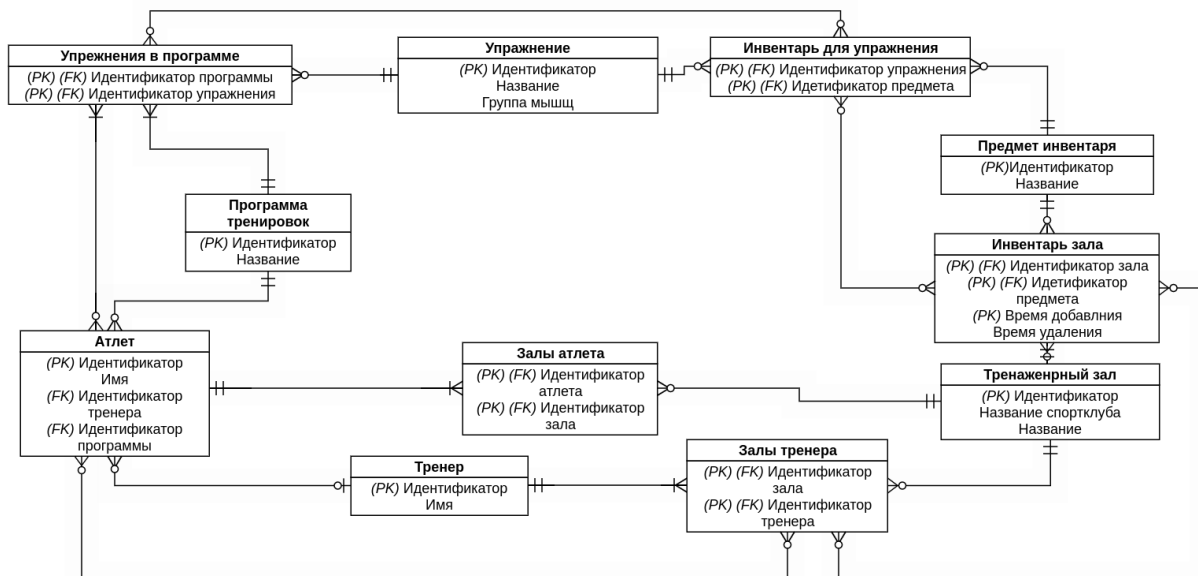 Упрежнения в программе
(PK) (FK) Идентификатор программы
(PK) (FK) Идентификатор упражнения
Упражнение
(PK) Идентификатор
Название
Группа мышщ
Инвентарь для упражнения
(PK) (FK) Идентификатор упражнения
(PK) (FK) Идетификатор предмета
Предмет инвентаря
(PK)Идентификатор
Название
Программа
тренировок
(PK) Идентификатор
Название
Инвентарь зала
(PK) (FK) Идентификатор зала
(PK) (FK) Идетификатор
предмета
(PK) Время добавлния
Время удаления
Атлет
(PK) Идентификатор
Имя
(FK) Идентификатор
тренера
(FK) Идентификатор
программы
Залы атлета
(PK) (FK) Идентификатор
атлета
(PK) (FK) Идентификатор
зала
Тренаженрный зал
(PK) Идентификатор
Название спортклуба
Название
Тренер
(PK) Идентификатор
Имя
Залы тренера
(PK) (FK) Идентификатор
зала
(PK) (FK) Идентификатор
тренера